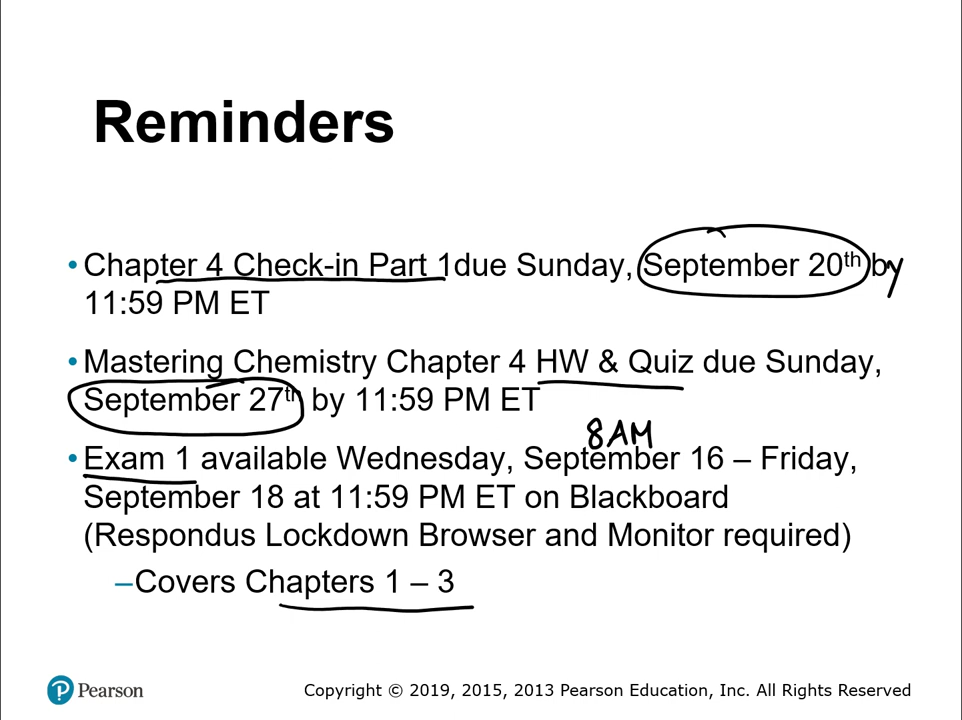 Reminders
• Chapter 4 Check-in Part 1due Sunday, September 20th by
11:59 PM ET
• Mastering Chemistry Chapter 4 HW & Quiz due Sunday,
September 27th by 11:59 PM ET
8AM
• Exam 1 available Wednesday, September 16 – Friday,
September 18 at 11:59 PM ET on Blackboard
(Respondus Lockdown Browser and Monitor required)
–Covers Chapters 1 – 3
P Pearson
Copyright © 2019, 2015, 2013 Pearson Education, Inc. All Rights Reserved